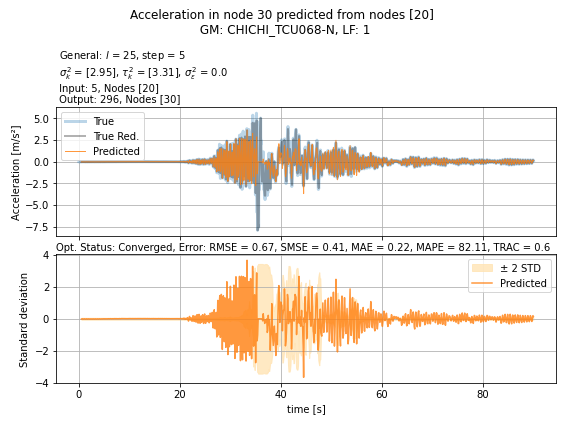 Acceleration in node 30 predicted from nodes [20]
GM: CHICHI_TCU068-N, LF: 1
General: l = 25, step = 5
σ²ₖ = [2.95], τ²ₖ = [3.31], σ²ε = 0.0
Input: 5, Nodes [20]
Output: 296, Nodes [30]
5.0
2.5
0.0
−2.5
−5.0
−7.5
Acceleration [m/s²]
True
True Red.
Predicted
Opt. Status: Converged, Error: RMSE = 0.67, SMSE = 0.41, MAE = 0.22, MAPE = 82.11, TRAC = 0.6
4
2
0
−2
−4
Standard deviation
± 2 STD
Predicted
0
20
40
60
80
time [s]